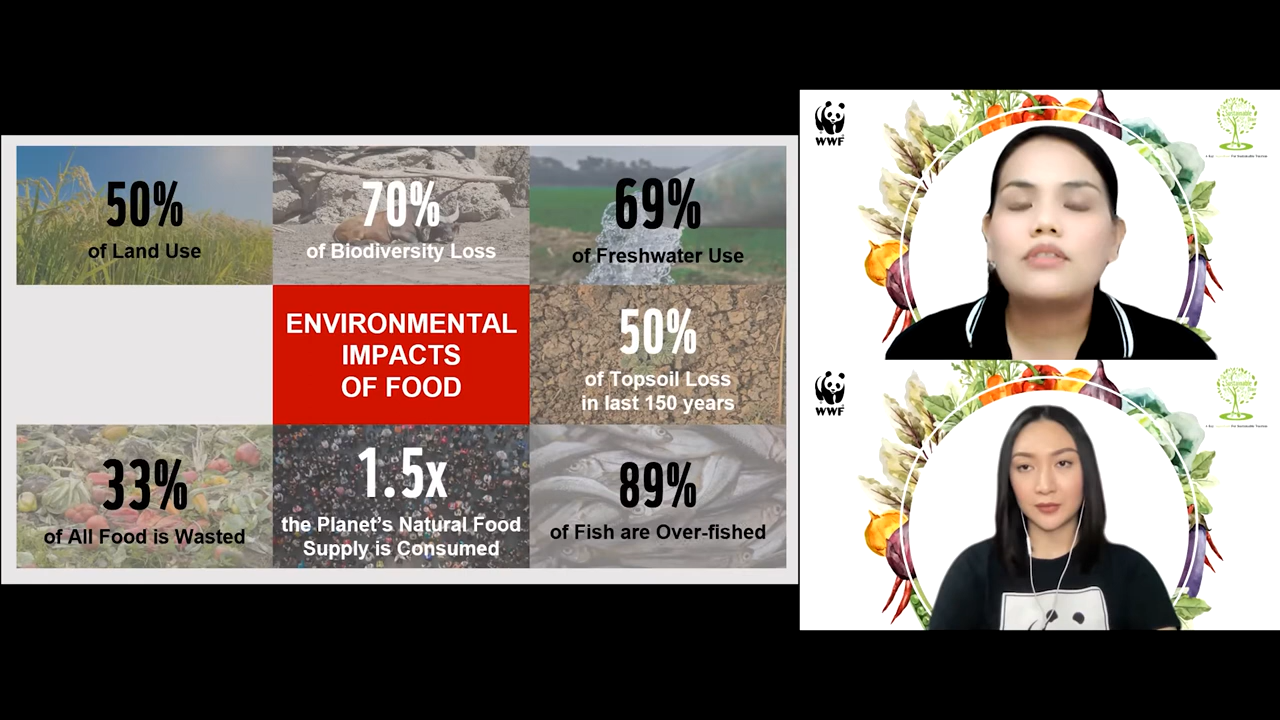 50%
of Land Use
70%
of Biodiversity Loss
69%
of Freshwater Use
ENVIRONMENTAL
IMPACTS
OF FOOD
50%
of Topsoil Loss
in last 150 years
33%
of All Food is Wasted
1.5x
the Planet's Natural Food
Supply is Consumed
89%
of Fish are Over-fished
WWF
Sustainable
WWF
Sustainable